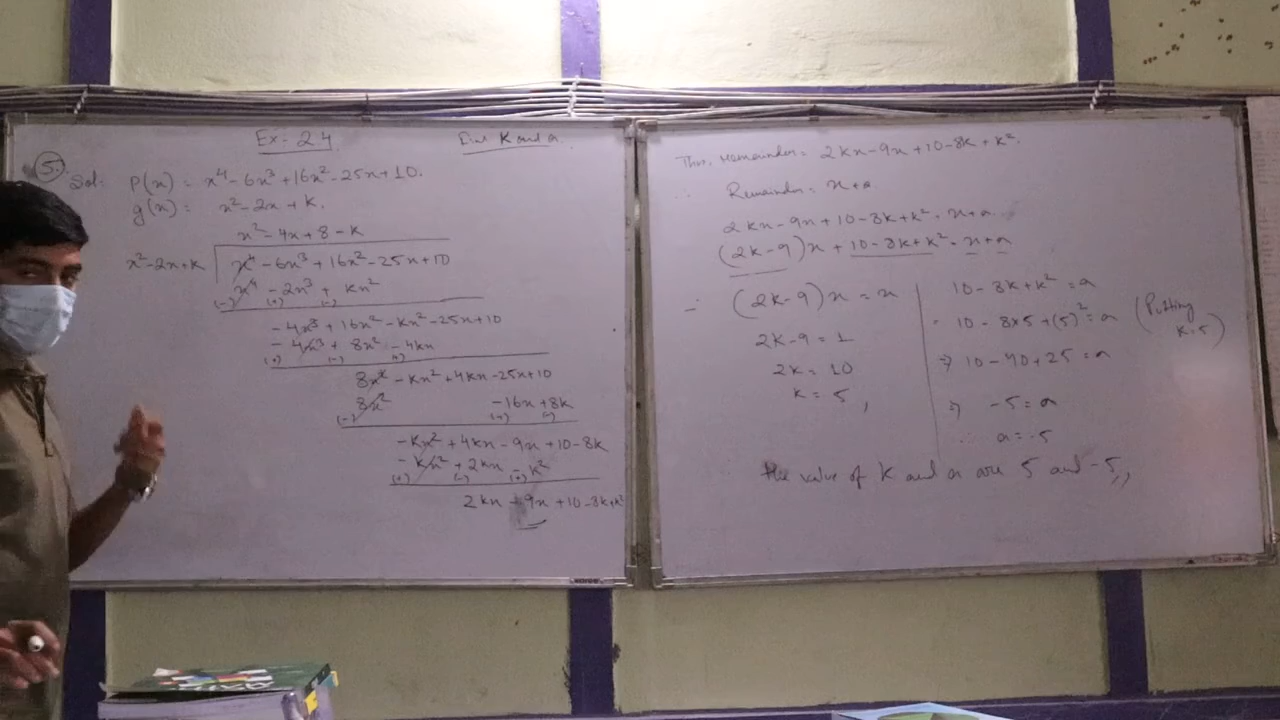 Ex- 2.4
Find K and a.
5. Sol: P(x) = x⁴ - 6x³ + 16x² - 25x + 10.
g(x) = x² - 2x + K.
x² - 4x + 8 - K
x² - 2x + K x⁴ - 6x³ + 16x² - 25x + 10
x⁴ - 2x³ + Kx²
(-) (+) (-)
- 4x³ + 16x² - Kx² - 25x + 10
- 4x³ + 8x² - 4Kx
(+) (-) (+)
8x² - Kx² + 4Kx - 25x + 10
8x² - 16x + 8K
(-) (+) (-)
- Kx² + 4Kx - 9x + 10 - 8K
- Kx² + 2Kx - K²
(+) (-) (+)
2Kx - 9x + 10 - 8K + K²
Thus, remainder = 2Kx - 9x + 10 - 8K + K².
∴ Remainder = x + a
2Kx - 9x + 10 - 8K + K² = x + a
(2K - 9)x + 10 - 8K + K² = x + a
∴ (2K - 9)x = x
2K - 9 = 1
2K = 10
K = 5,
10 - 8K + K² = a
10 - 8×5 + (5)² = a (Putting K=5)
⇒ 10 - 40 + 25 = a
⇒ -5 = a
∴ a = -5
the value of K and a are 5 and -5,,